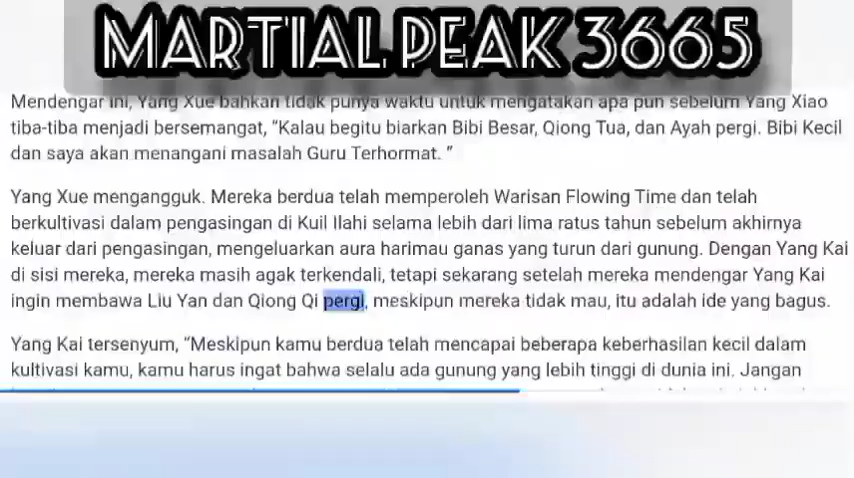 MARTIAL PEAK 3665
Mendengar ini, Yang Xue bahkan tidak punya waktu untuk mengatakan apa pun sebelum Yang Xiao
tiba-tiba menjadi bersemangat, “Kalau begitu biarkan Bibi Besar, Qiong Tua, dan Ayah pergi. Bibi Kecil
dan saya akan menangani masalah Guru Terhormat. ”
Yang Xue mengangguk. Mereka berdua telah memperoleh Warisan Flowing Time dan telah
berkultivasi dalam pengasingan di Kuil Ilahi selama lebih dari lima ratus tahun sebelum akhirnya
keluar dari pengasingan, mengeluarkan aura harimau ganas yang turun dari gunung. Dengan Yang Kai
di sisi mereka, mereka masih agak terkendali, tetapi sekarang setelah mereka mendengar Yang Kai
ingin membawa Liu Yan dan Qiong Qi pergi, meskipun mereka tidak mau, itu adalah ide yang bagus.
Yang Kai tersenyum, “Meskipun kamu berdua telah mencapai beberapa keberhasilan kecil dalam
kultivasi kamu, kamu harus ingat bahwa selalu ada gunung yang lebih tinggi di dunia ini. Jangan